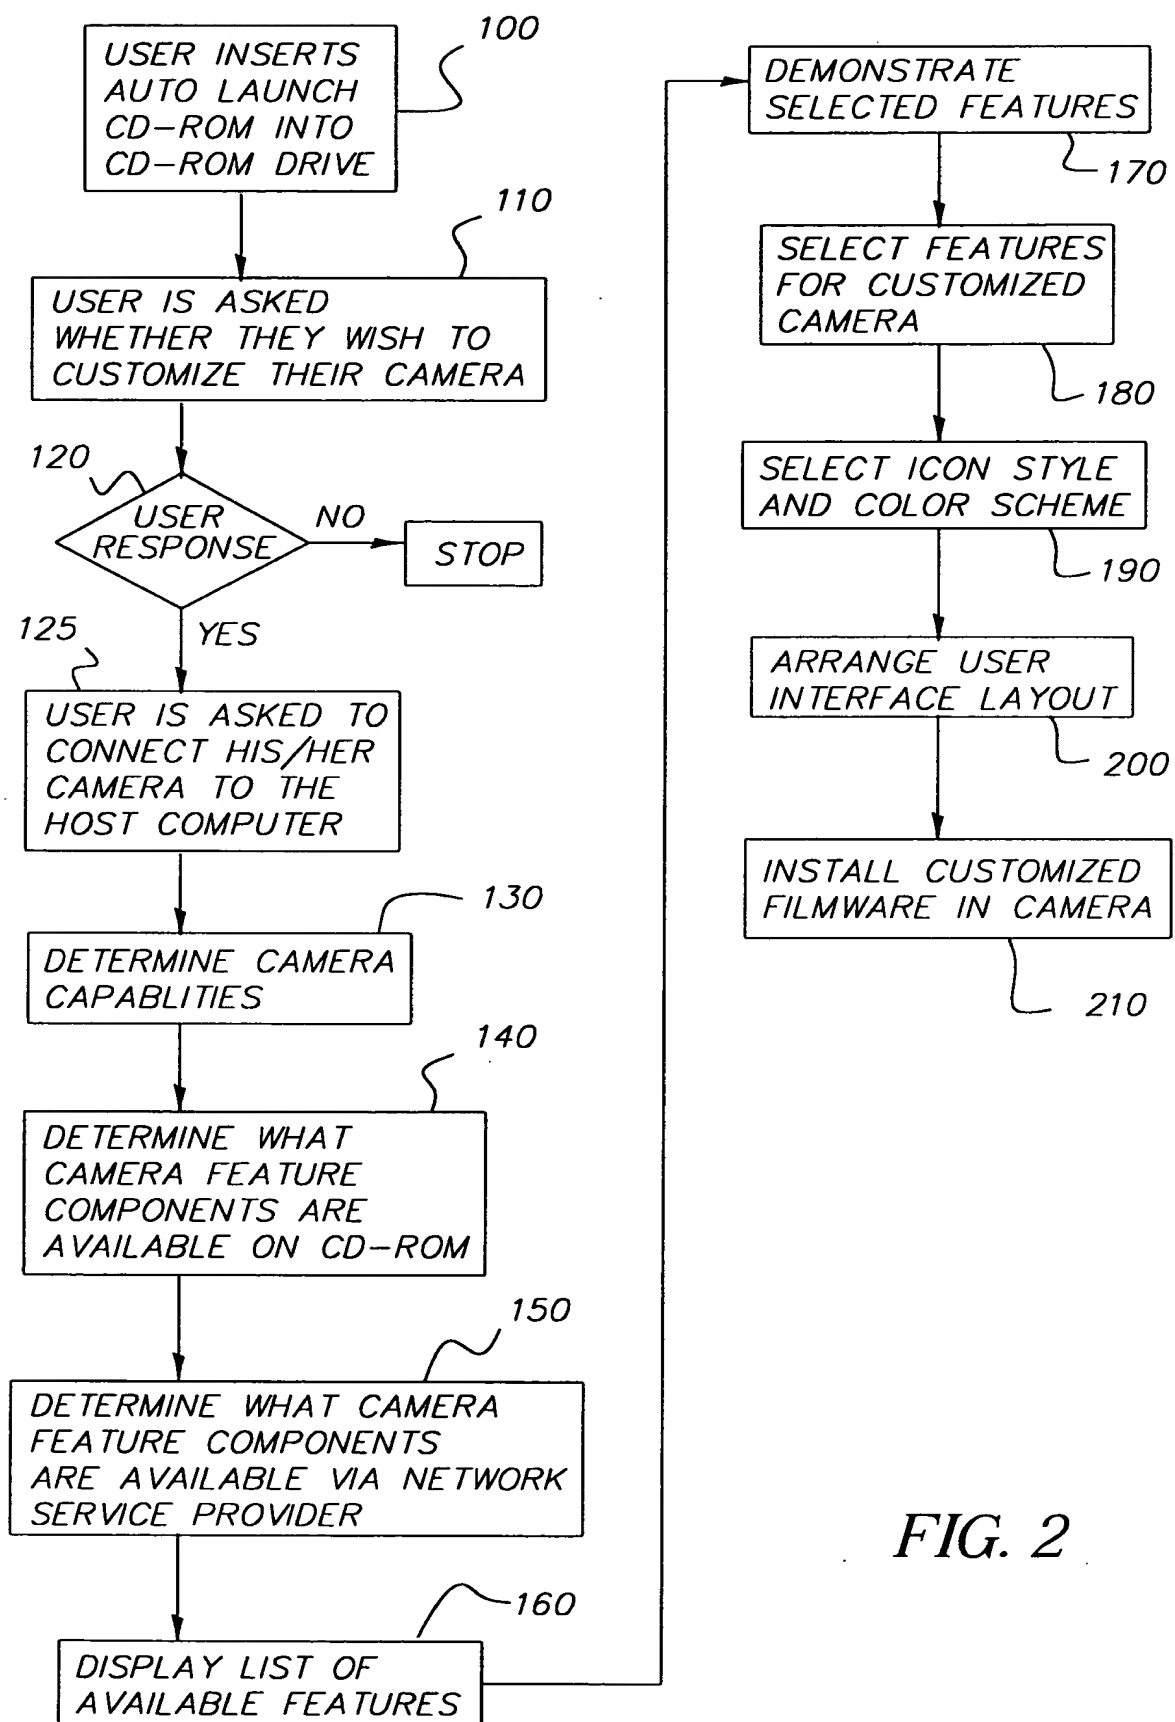 100
USER INSERTS
AUTO LAUNCH
CD-ROM INTO
CD-ROM DRIVE
110
USER IS ASKED
WHETHER THEY WISH TO
CUSTOMIZE THEIR CAMERA
120
USER
RESPONSE
NO
STOP
YES
125
USER IS ASKED TO
CONNECT HIS/HER
CAMERA TO THE
HOST COMPUTER
130
DETERMINE CAMERA
CAPABLITIES
140
DETERMINE WHAT
CAMERA FEATURE
COMPONENTS ARE
AVAILABLE ON CD-ROM
150
DETERMINE WHAT CAMERA
FEATURE COMPONENTS
ARE AVAILABLE VIA NETWORK
SERVICE PROVIDER
160
DISPLAY LIST OF
AVAILABLE FEATURES
DEMONSTRATE
SELECTED FEATURES
170
SELECT FEATURES
FOR CUSTOMIZED
CAMERA
180
SELECT ICON STYLE
AND COLOR SCHEME
190
ARRANGE USER
INTERFACE LAYOUT
200
INSTALL CUSTOMIZED
FILMWARE IN CAMERA
210
FIG. 2